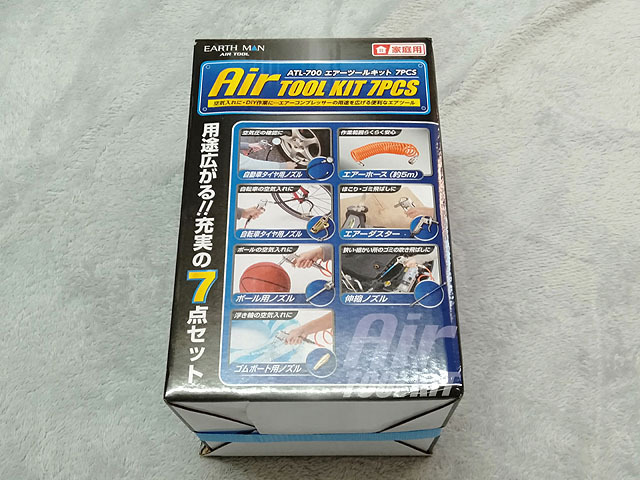 EARTH MAN
AIR TOOL
家庭用
ATL-700 エアーツールキット 7PCS
Air TOOL KIT 7PCS
空気入れに・DIY作業に…エアーコンプレッサーの用途を広げる便利なエアツール
用途広がる!!充実の7点セット
空気圧の確認に
自動車タイヤ用ノズル
作業範囲らくらく安心
エアーホース(約5m)
自転車の空気入れに
自転車タイヤ用ノズル
ほこり・ゴミ飛ばしに
エアーダスター
ボールの空気入れに
ボール用ノズル
狭い・細かい所のゴミの吹き飛ばしに
伸縮ノズル
浮き輪の空気入れに
ゴムボート用ノズル
Air
TOOL KIT